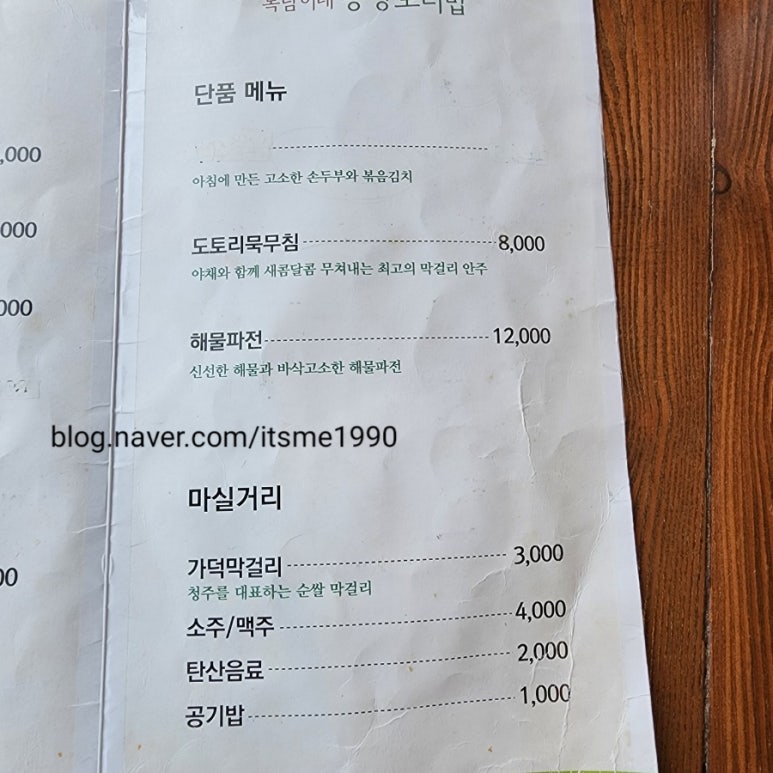 ,000
000
000
00
단품 메뉴
아침에 만든 고소한 손두부와 볶음김치
도토리묵무침 8,000
야채와 함께 새콤달콤 무쳐내는 최고의 막걸리 안주
해물파전 12,000
신선한 해물과 바삭고소한 해물파전
blog.naver.com/itsme1990
마실거리
가덕막걸리 3,000
청주를 대표하는 순쌀 막걸리
소주/맥주 4,000
탄산음료 2,000
공기밥 1,000